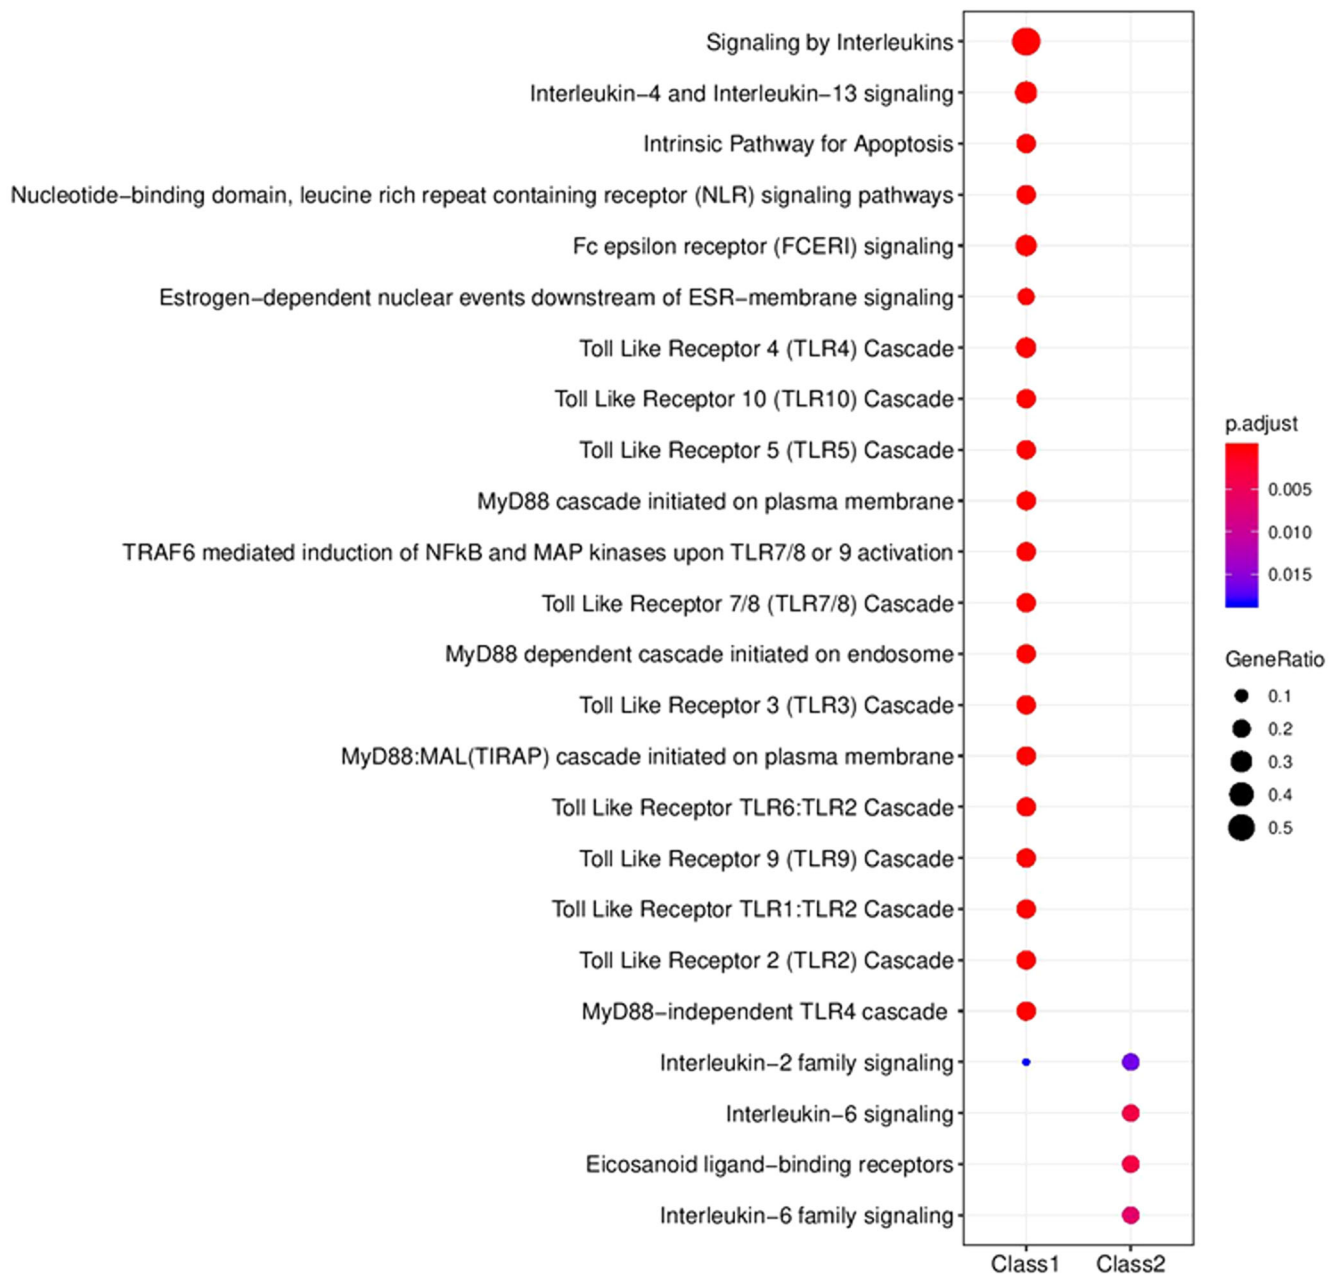 Signaling by Interleukins
Interleukin−4 and Interleukin−13 signaling
Intrinsic Pathway for Apoptosis
Nucleotide−binding domain, leucine rich repeat containing receptor (NLR) signaling pathways
Fc epsilon receptor (FCERI) signaling
Estrogen−dependent nuclear events downstream of ESR−membrane signaling
Toll Like Receptor 4 (TLR4) Cascade
Toll Like Receptor 10 (TLR10) Cascade
Toll Like Receptor 5 (TLR5) Cascade
MyD88 cascade initiated on plasma membrane
TRAF6 mediated induction of NFkB and MAP kinases upon TLR7/8 or 9 activation
Toll Like Receptor 7/8 (TLR7/8) Cascade
MyD88 dependent cascade initiated on endosome
Toll Like Receptor 3 (TLR3) Cascade
MyD88:MAL(TIRAP) cascade initiated on plasma membrane
Toll Like Receptor TLR6:TLR2 Cascade
Toll Like Receptor 9 (TLR9) Cascade
Toll Like Receptor TLR1:TLR2 Cascade
Toll Like Receptor 2 (TLR2) Cascade
MyD88−independent TLR4 cascade
Interleukin−2 family signaling
Interleukin−6 signaling
Eicosanoid ligand−binding receptors
Interleukin−6 family signaling
Class1
Class2
p.adjust
0.005
0.010
0.015
GeneRatio
0.1
0.2
0.3
0.4
0.5